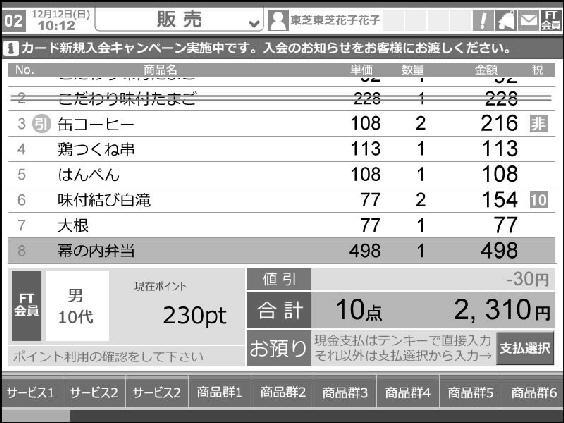 02 12月12日(日) 10:12 販売 東芝東芝花子花子 ! FT会員
i カード新規入会キャンペーン実施中です。入会のお知らせをお客様にお渡しください。
No. 商品名 単価 数量 金額 祝
2 こだわり味付たまご 228 1 228
3 引 缶コーヒー 108 2 216 非
4 鶏つくね串 113 1 113
5 はんぺん 108 1 108
6 味付結び白滝 77 2 154 10
7 大根 77 1 77
8 幕の内弁当 498 1 498
FT会員 男 10代 現在ポイント 230pt
ポイント利用の確認をして下さい
値引 -30円
合計 10点 2,310円
お預り 現金支払はテンキーで直接入力
それ以外は支払選択から入力→ 支払選択
サービス1 サービス2 サービス2 商品群1 商品群2 商品群3 商品群4 商品群5 商品群6